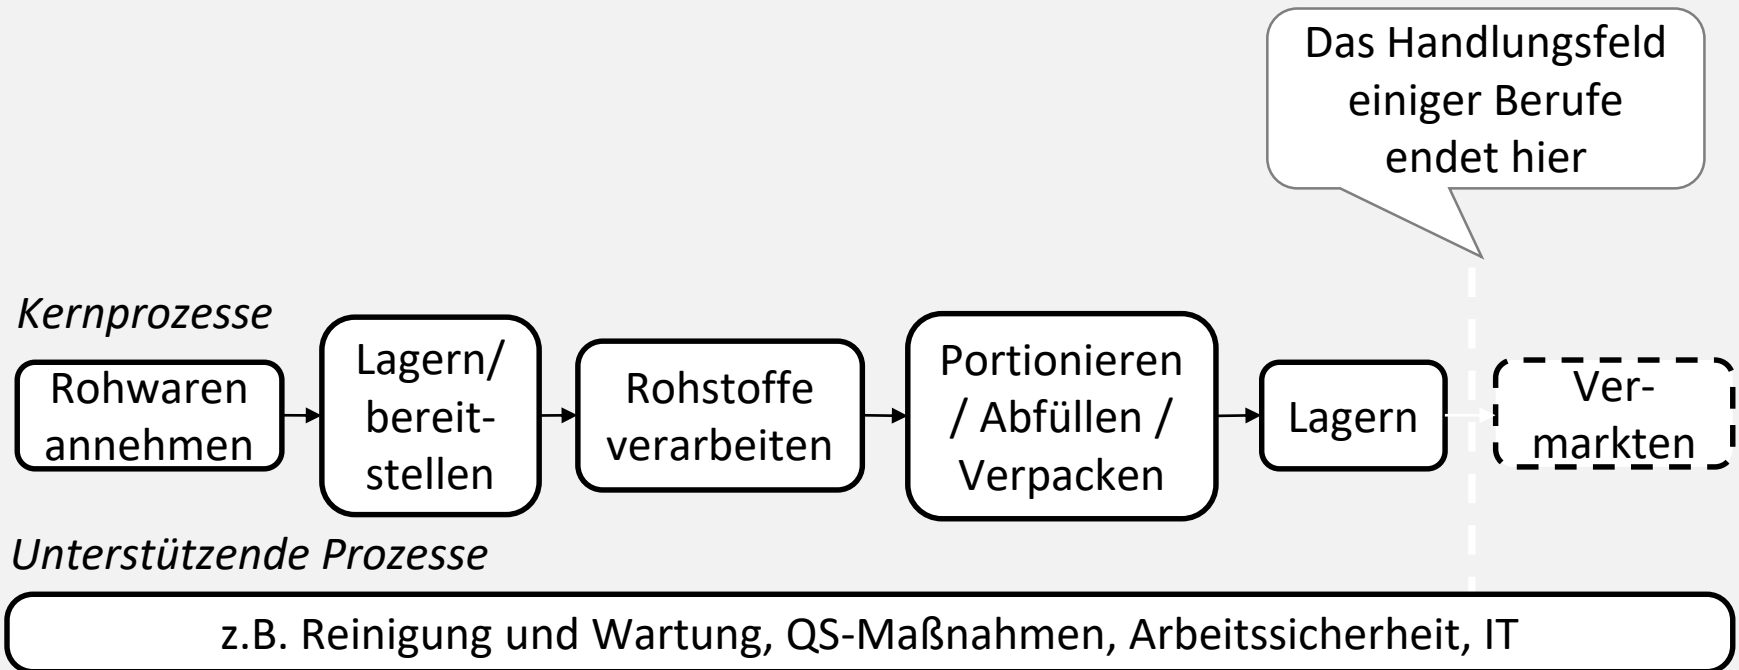 Das Handlungsfeld
einiger Berufe
endet hier
Kernprozesse
Rohwaren
annehmen
Lagern/
bereit-
stellen
Rohstoffe
verarbeiten
Portionieren
/ Abfüllen /
Verpacken
Lagern
Ver-
markten
Unterstützende Prozesse
z.B. Reinigung und Wartung, QS-Maßnahmen, Arbeitssicherheit, IT